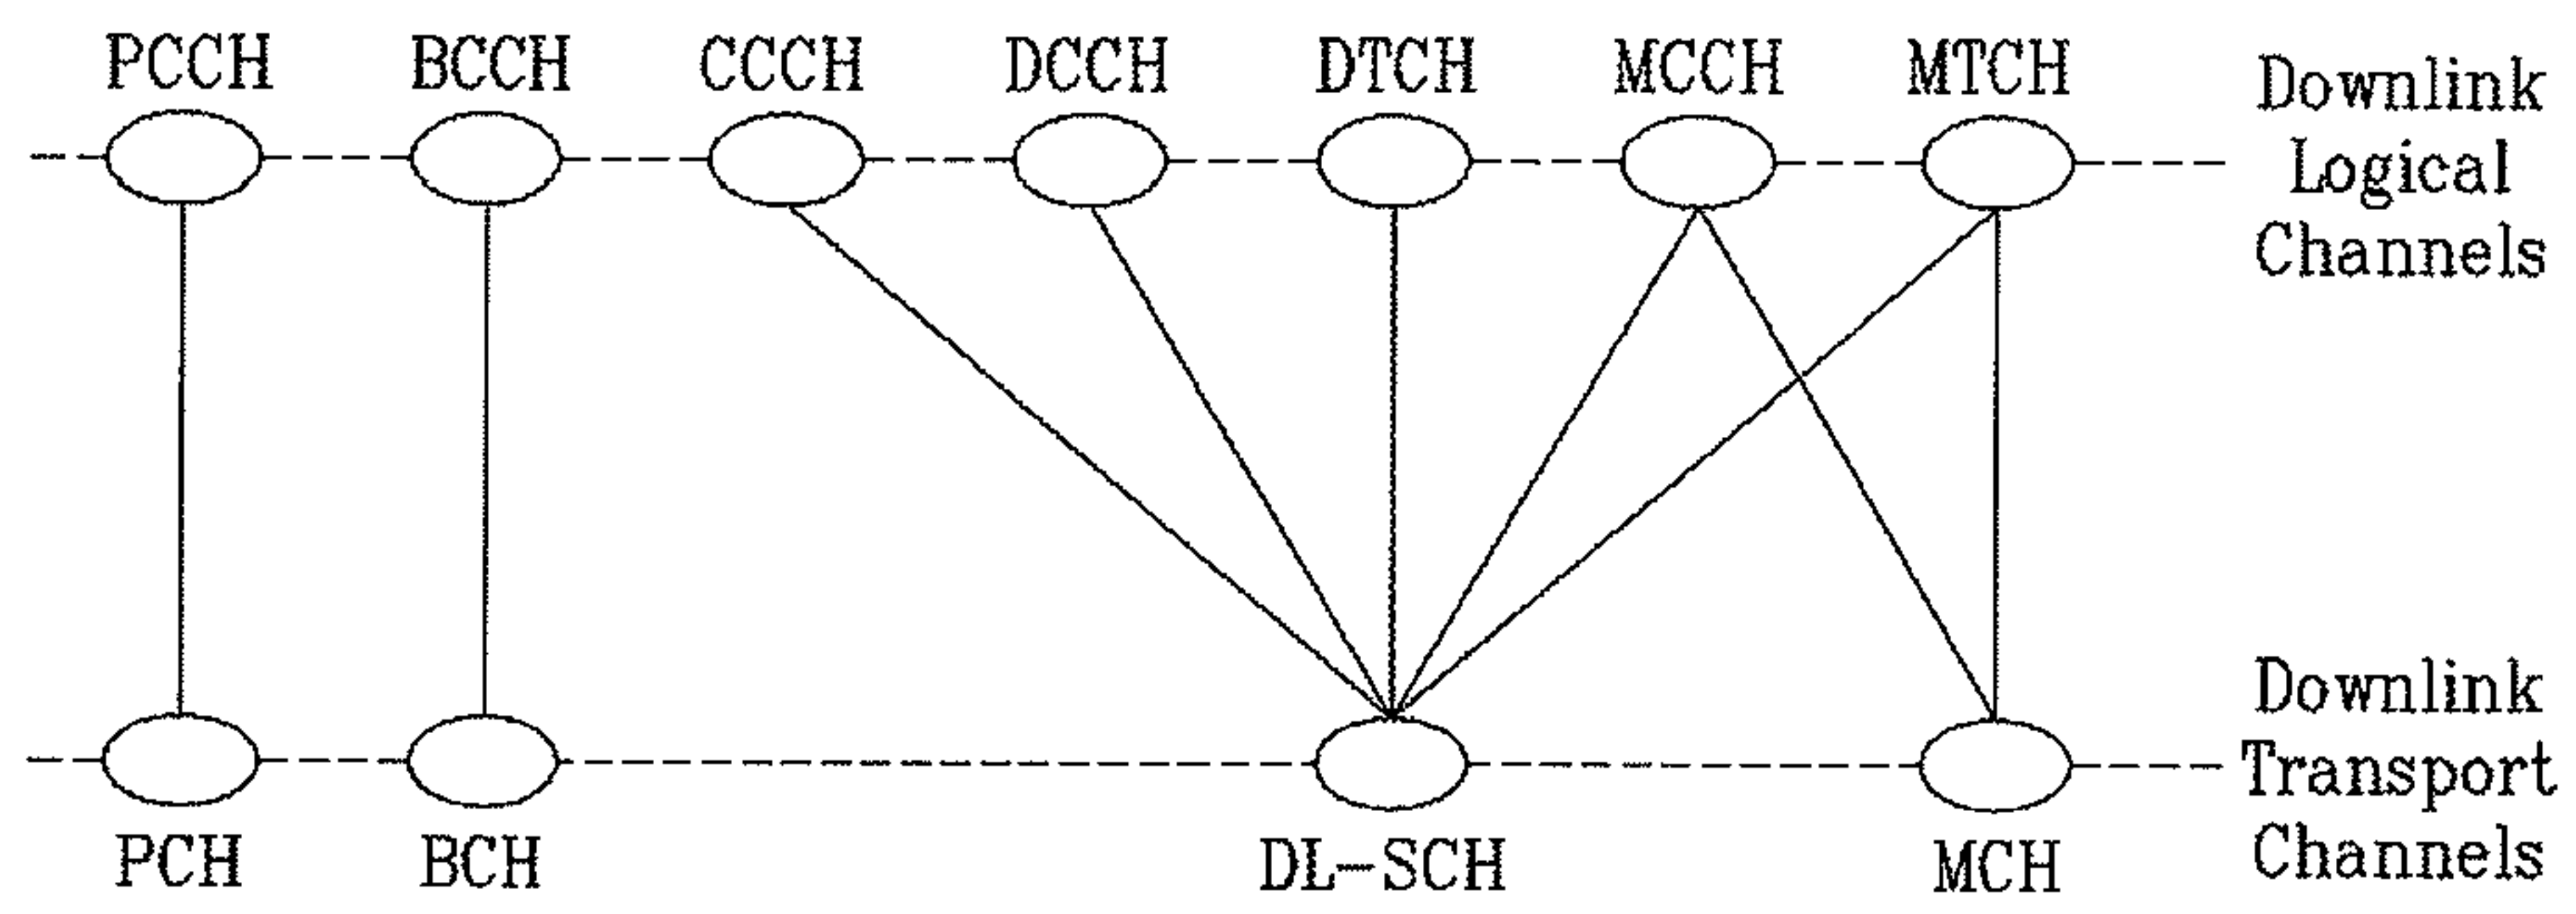 PCCH BCCH CCCH DCCH DTCH MCCH MTCH
Downlink
Logical
Channels
Downlink
Transport
Channels
PCH BCH DL-SCH MCH